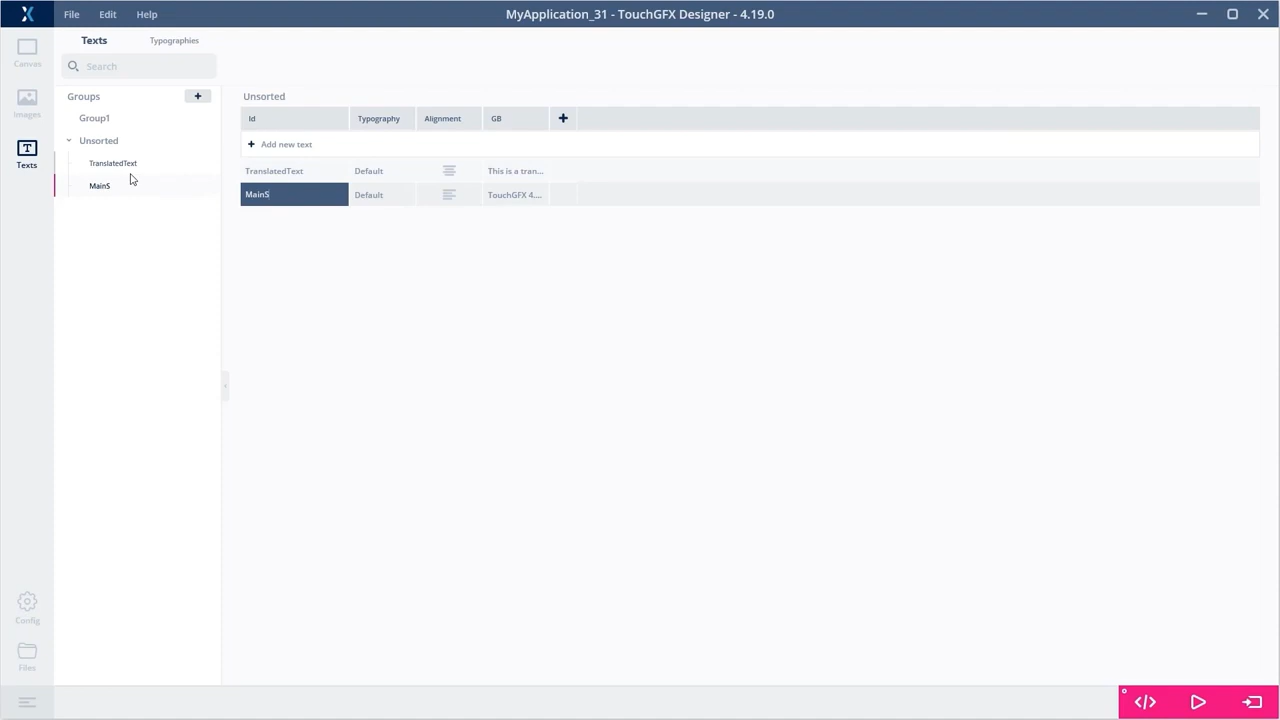 File Edit Help
MyApplication_31 - TouchGFX Designer - 4.19.0
Canvas
Images
Texts
Texts Typographies
Search
Groups
Group1
Unsorted
TranslatedText
MainS
Unsorted
Id Typography Alignment GB
Add new text
TranslatedText Default This is a tran...
MainS Default TouchGFX 4....
Config
Files